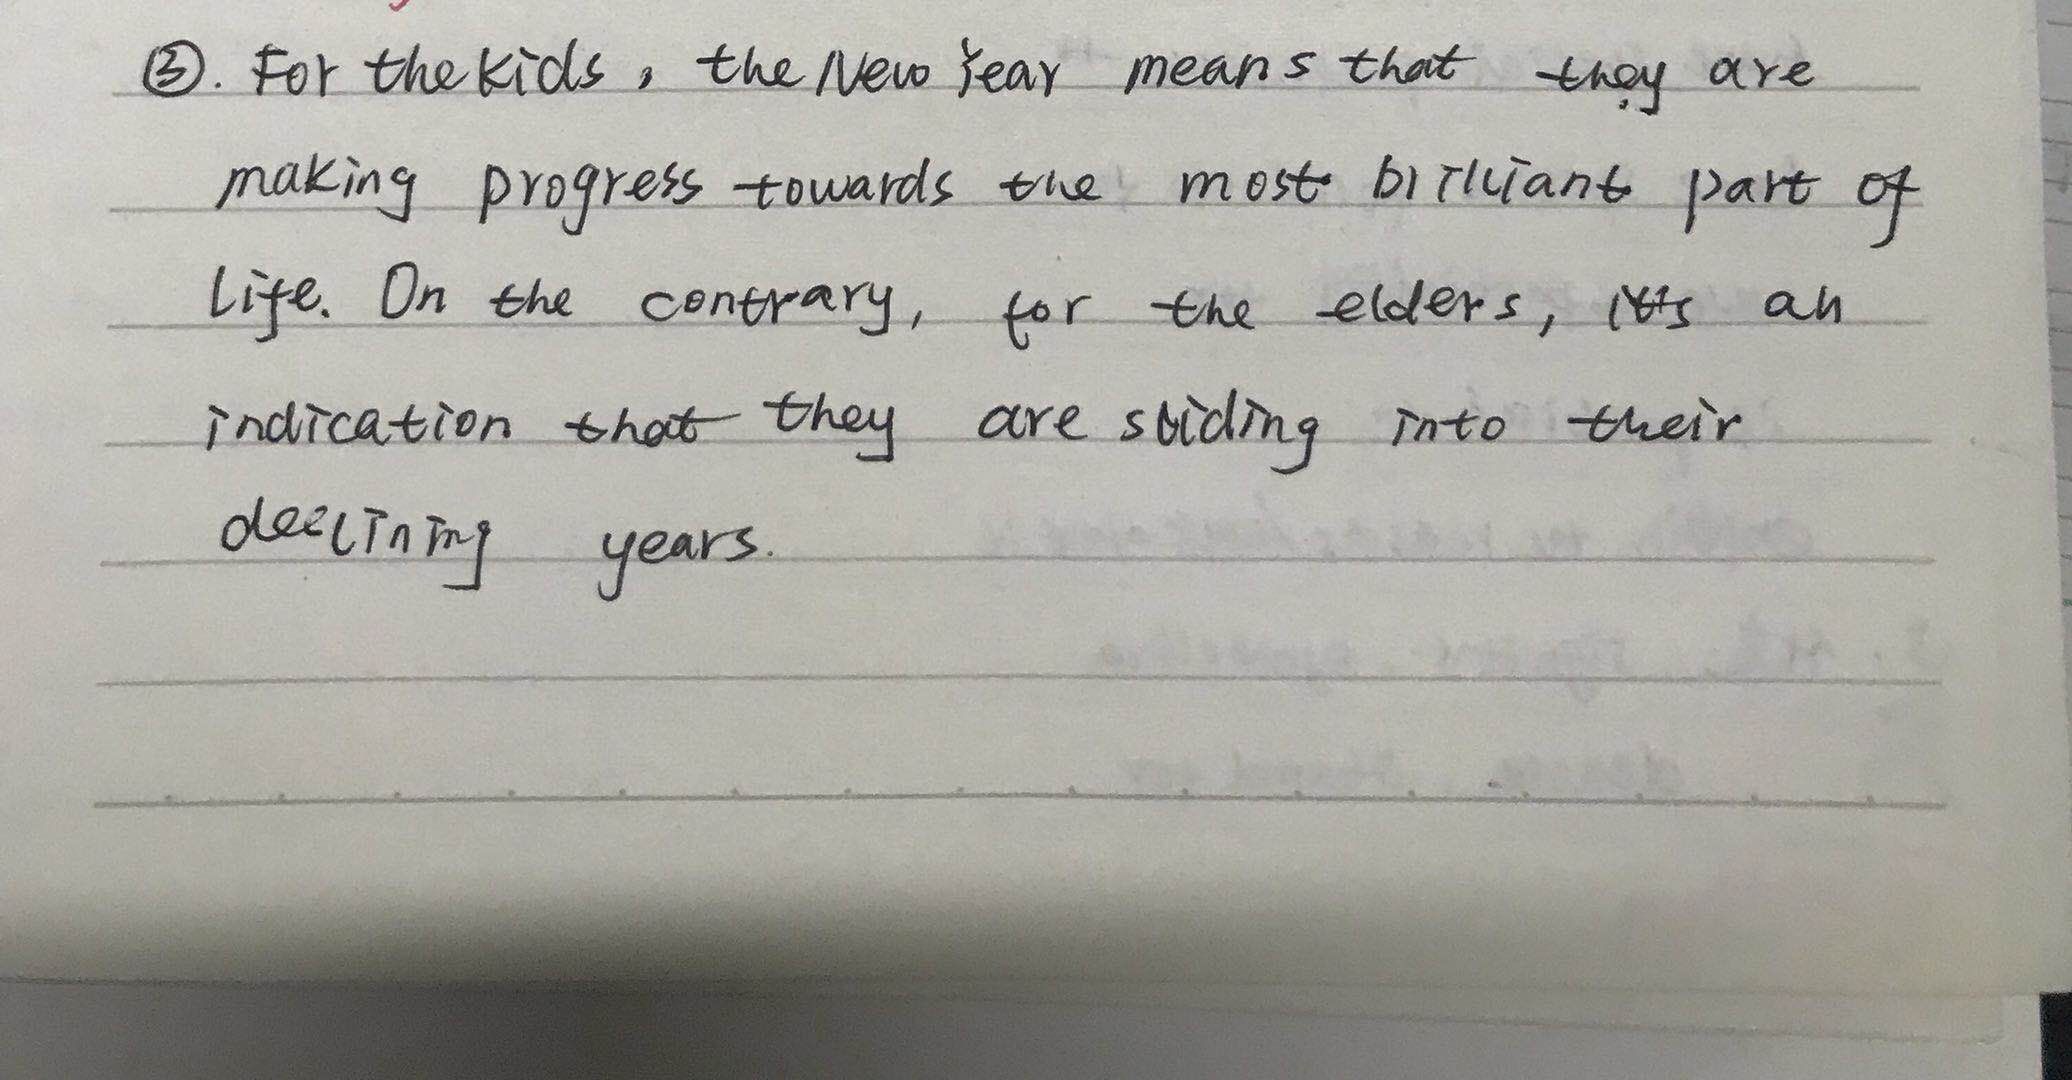 ③. For the kids, the New Year means that they are
making progress towards the most brilliant part of
life. On the contrary, for the elders, it's an
indication that they are sliding into their
declining years.